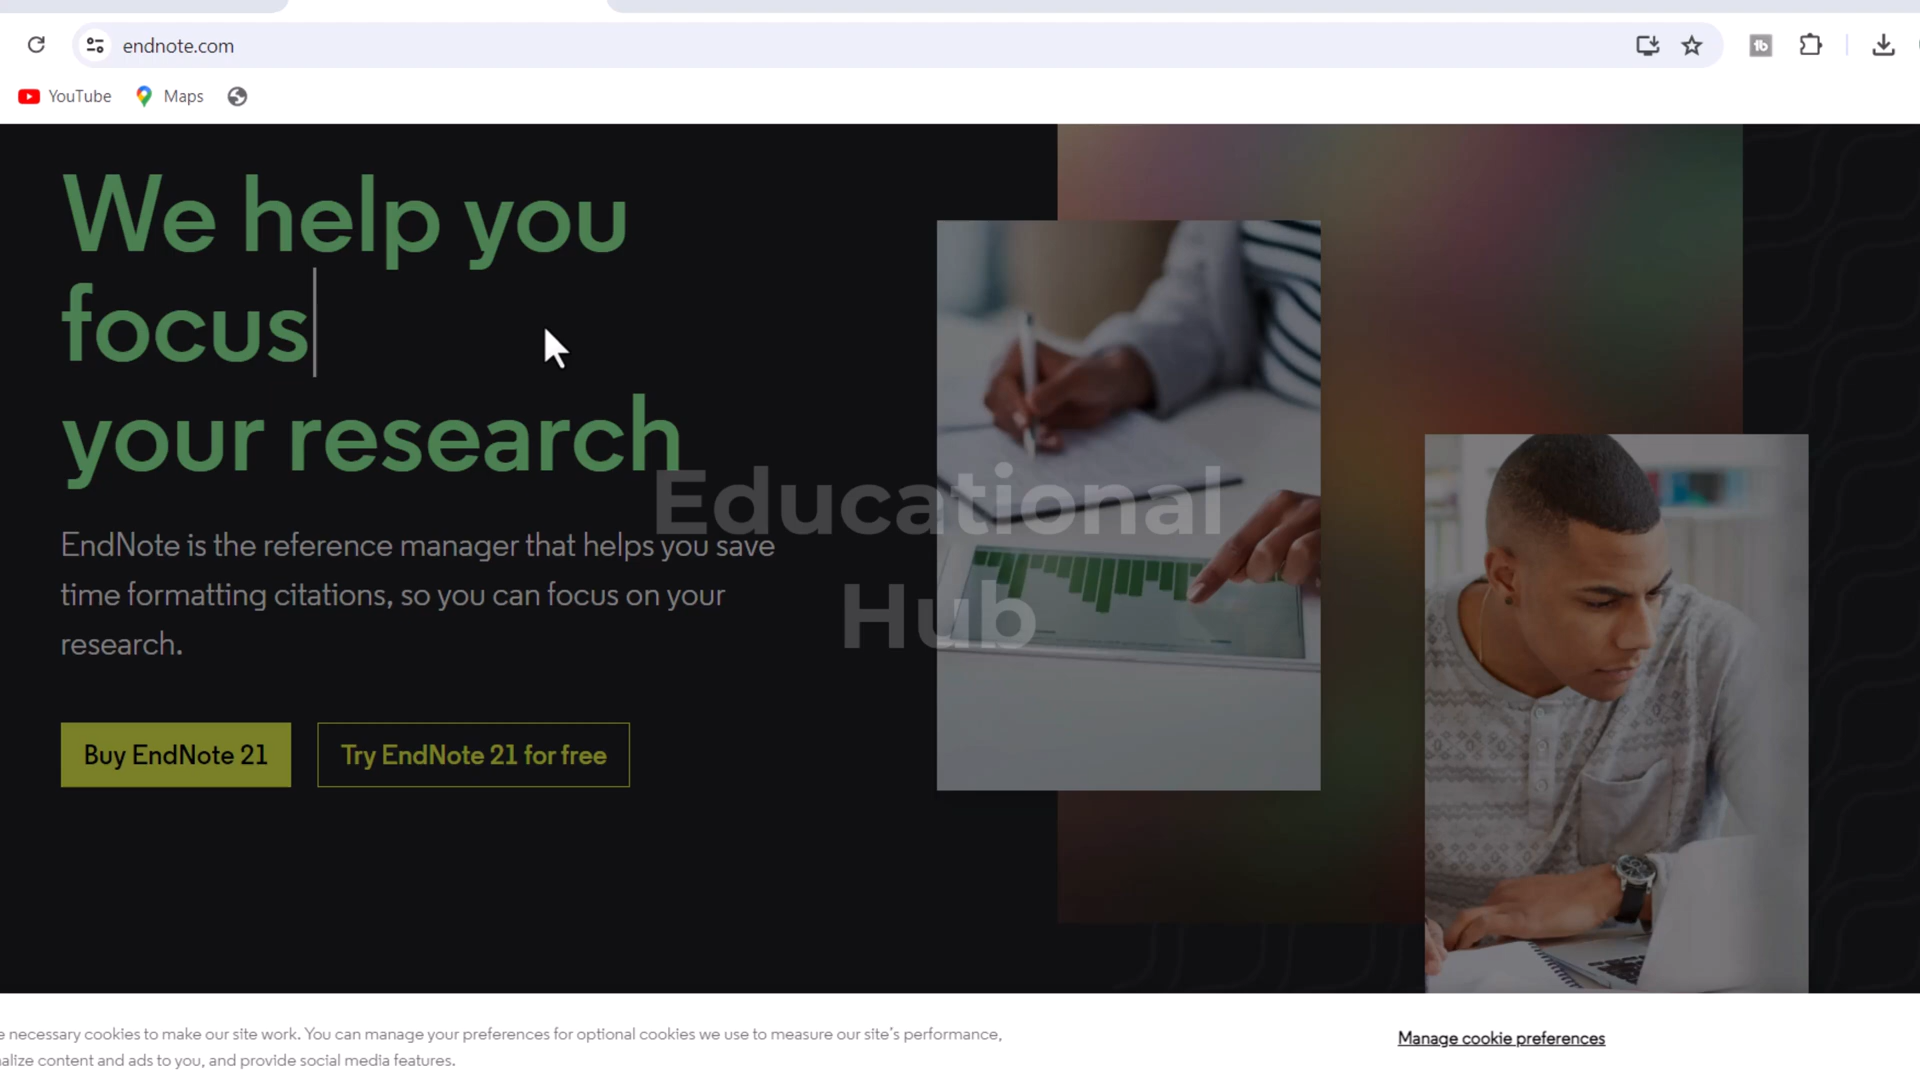 endnote.com
YouTube
Maps
We help you
focus
your research
Educational
Hub
EndNote is the reference manager that helps you save
time formatting citations, so you can focus on your
research.
Buy EndNote 21
Try EndNote 21 for free
necessary cookies to make our site work. You can manage your preferences for optional cookies we use to measure our site's performance,
content and ads to you, and provide social media features.
Manage cookie preferences